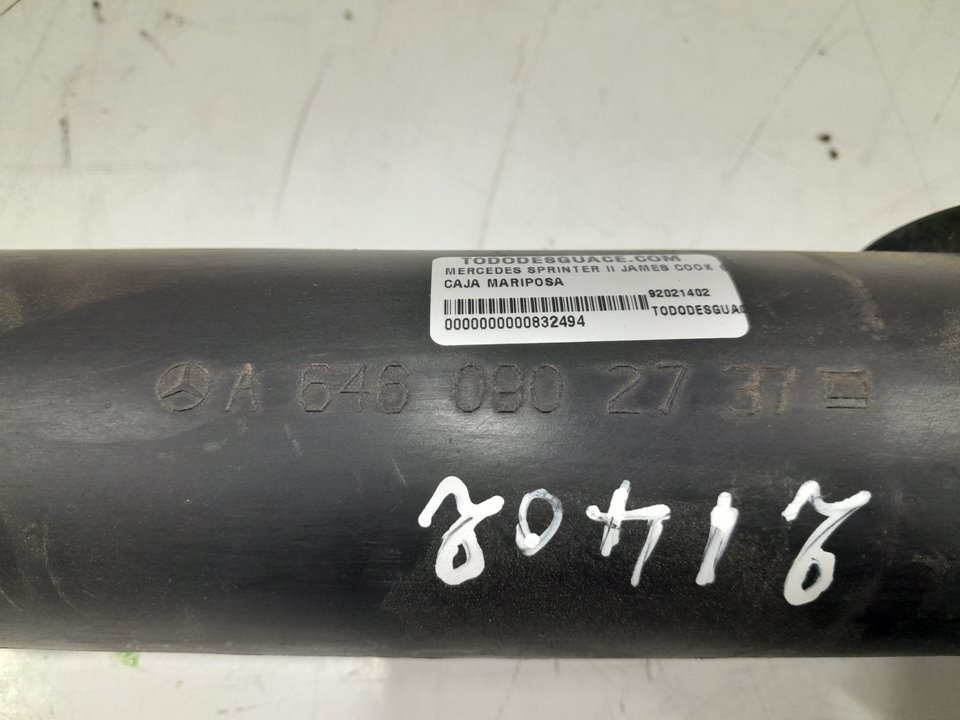 TODODESGUACE.COM
MERCEDES SPRINTER II JAMES COOK
CAJA MARIPOSA
92021402
TODODESGUAC
0000000000832494
A 646 090 27 37
21402